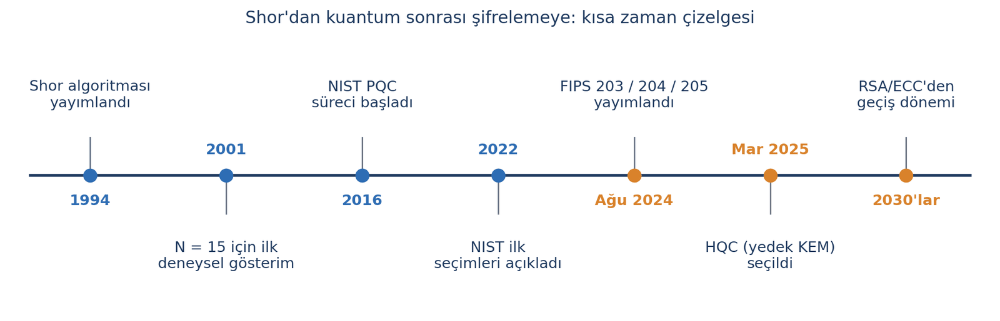 Shor'dan kuantum sonrası şifrelemeye: kısa zaman çizelgesi
Shor algoritması
yayımlandı
1994
2001
N = 15 için ilk
deneysel gösterim
NIST PQC
süreci başladı
2016
2022
NIST ilk
seçimleri açıkladı
FIPS 203 / 204 / 205
yayımlandı
Ağu 2024
Mar 2025
HQC (yedek KEM)
seçildi
RSA/ECC'den
geçiş dönemi
2030'lar